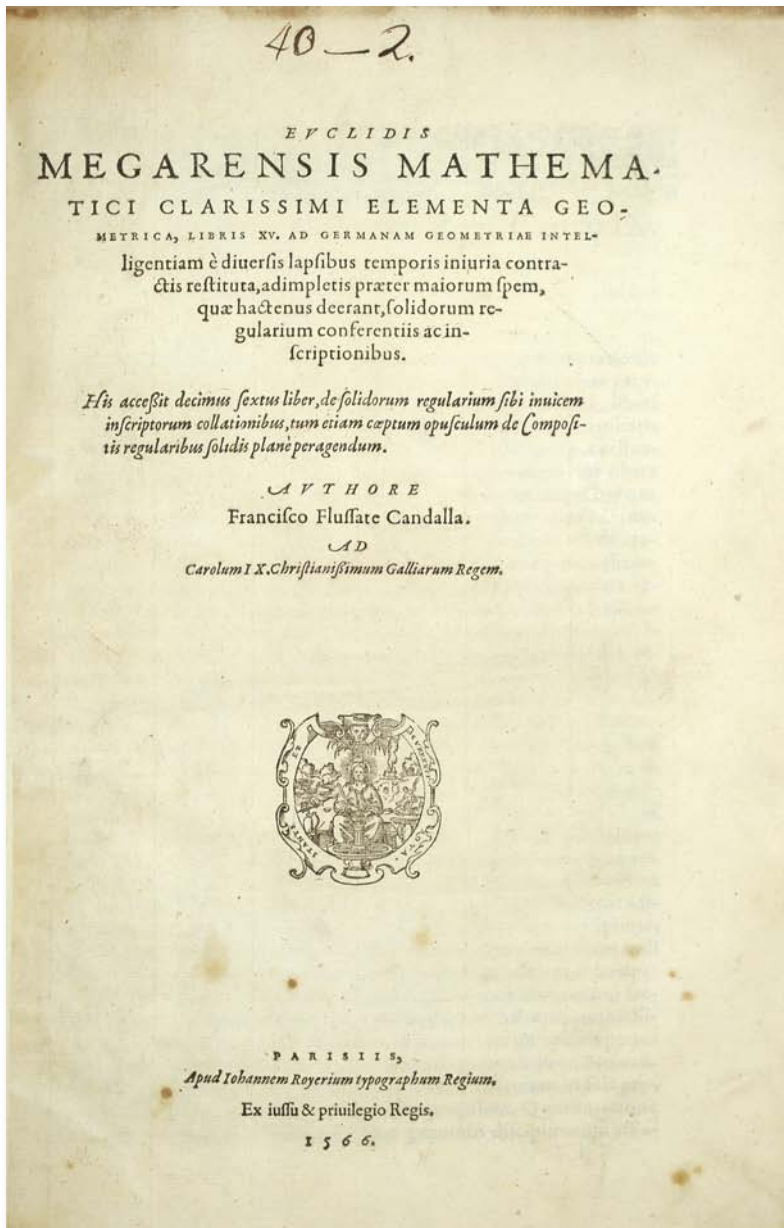 40 — 2.
EVCLIDIS
MEGARENSIS MATHEMA-
TICI CLARISSIMI ELEMENTA GEO-
METRICA, LIBRIS XV. AD GERMANAM GEOMETRIAE INTEL-
ligentiam è diuerſis lapſibus temporis iniuria contra-
ctis reſtituta, adimpletis præter maiorum ſpem,
quæ hactenus deerant, ſolidorum re-
gularium conferentiis ac in-
ſcriptionibus.
His acceßit decimus ſextus liber, de ſolidorum regularium ſibi inuicem
inſcriptorum collationibus, tum etiam cœptum opuſculum de Compoſi-
tis regularibus ſolidis planè peragendum.
AVTHORE
Franciſco Fluſſate Candalla.
AD
Carolum IX. Chriſtianißimum Galliarum Regem.
PARISIIS,
Apud Iohannem Royerium typographum Regium.
Ex iuſſu & priuilegio Regis.
1566.